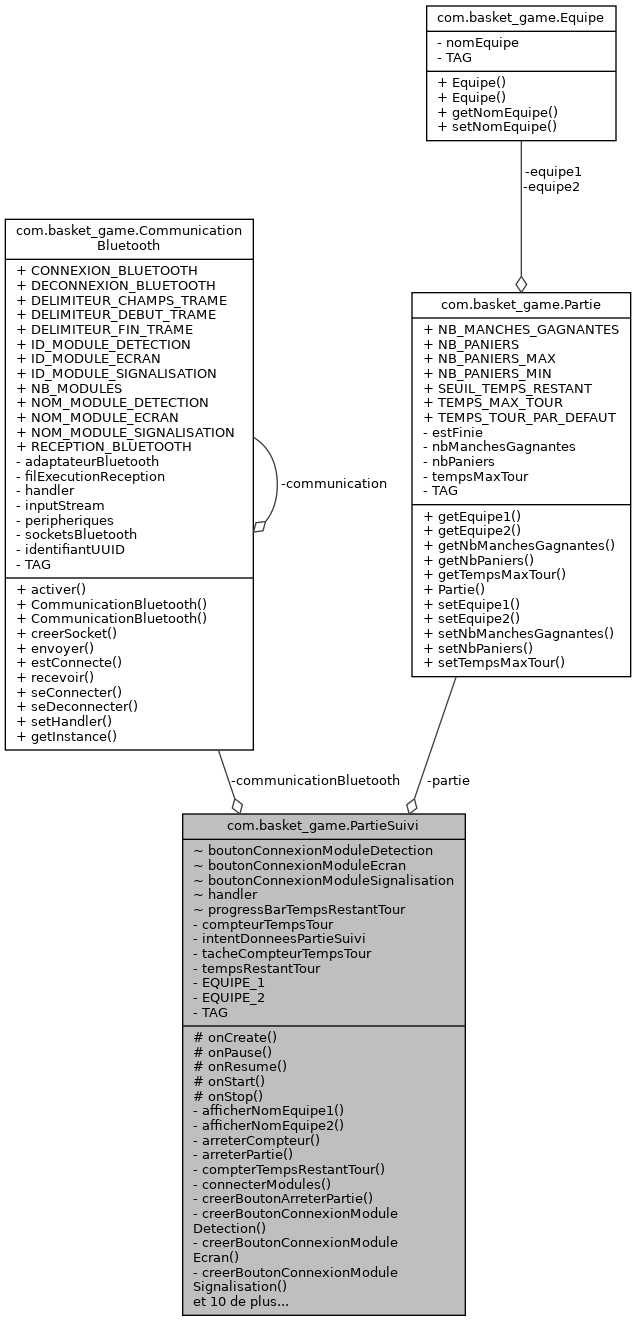 com.basket_game.Equipe
- nomEquipe
- TAG
+ Equipe()
+ Equipe()
+ getNomEquipe()
+ setNomEquipe()
-equipe1
-equipe2
com.basket_game.Communication
Bluetooth
+ CONNEXION_BLUETOOTH
+ DECONNEXION_BLUETOOTH
+ DELIMITEUR_CHAMPS_TRAME
+ DELIMITEUR_DEBUT_TRAME
+ DELIMITEUR_FIN_TRAME
+ ID_MODULE_DETECTION
+ ID_MODULE_ECRAN
+ ID_MODULE_SIGNALISATION
+ NB_MODULES
+ NOM_MODULE_DETECTION
+ NOM_MODULE_ECRAN
+ NOM_MODULE_SIGNALISATION
+ RECEPTION_BLUETOOTH
- adaptateurBluetooth
- filExecutionReception
- handler
- inputStream
- peripheriques
- socketsBluetooth
- identifiantUUID
- TAG
+ activer()
+ CommunicationBluetooth()
+ CommunicationBluetooth()
+ creerSocket()
+ envoyer()
+ estConnecte()
+ recevoir()
+ seConnecter()
+ seDeconnecter()
+ setHandler()
+ getInstance()
-communication
com.basket_game.Partie
+ NB_MANCHES_GAGNANTES
+ NB_PANIERS
+ NB_PANIERS_MAX
+ NB_PANIERS_MIN
+ SEUIL_TEMPS_RESTANT
+ TEMPS_MAX_TOUR
+ TEMPS_TOUR_PAR_DEFAUT
- estFinie
- nbManchesGagnantes
- nbPaniers
- tempsMaxTour
- TAG
+ getEquipe1()
+ getEquipe2()
+ getNbManchesGagnantes()
+ getNbPaniers()
+ getTempsMaxTour()
+ Partie()
+ setEquipe1()
+ setEquipe2()
+ setNbManchesGagnantes()
+ setNbPaniers()
+ setTempsMaxTour()
-communicationBluetooth
-partie
com.basket_game.PartieSuivi
~ boutonConnexionModuleDetection
~ boutonConnexionModuleEcran
~ boutonConnexionModuleSignalisation
~ handler
~ progressBarTempsRestantTour
- compteurTempsTour
- intentDonneesPartieSuivi
- tacheCompteurTempsTour
- tempsRestantTour
- EQUIPE_1
- EQUIPE_2
- TAG
# onCreate()
# onPause()
# onResume()
# onStart()
# onStop()
- afficherNomEquipe1()
- afficherNomEquipe2()
- arreterCompteur()
- arreterPartie()
- compterTempsRestantTour()
- connecterModules()
- creerBoutonArreterPartie()
- creerBoutonConnexionModule
Detection()
- creerBoutonConnexionModule
Ecran()
- creerBoutonConnexionModule
Signalisation()
et 10 de plus...